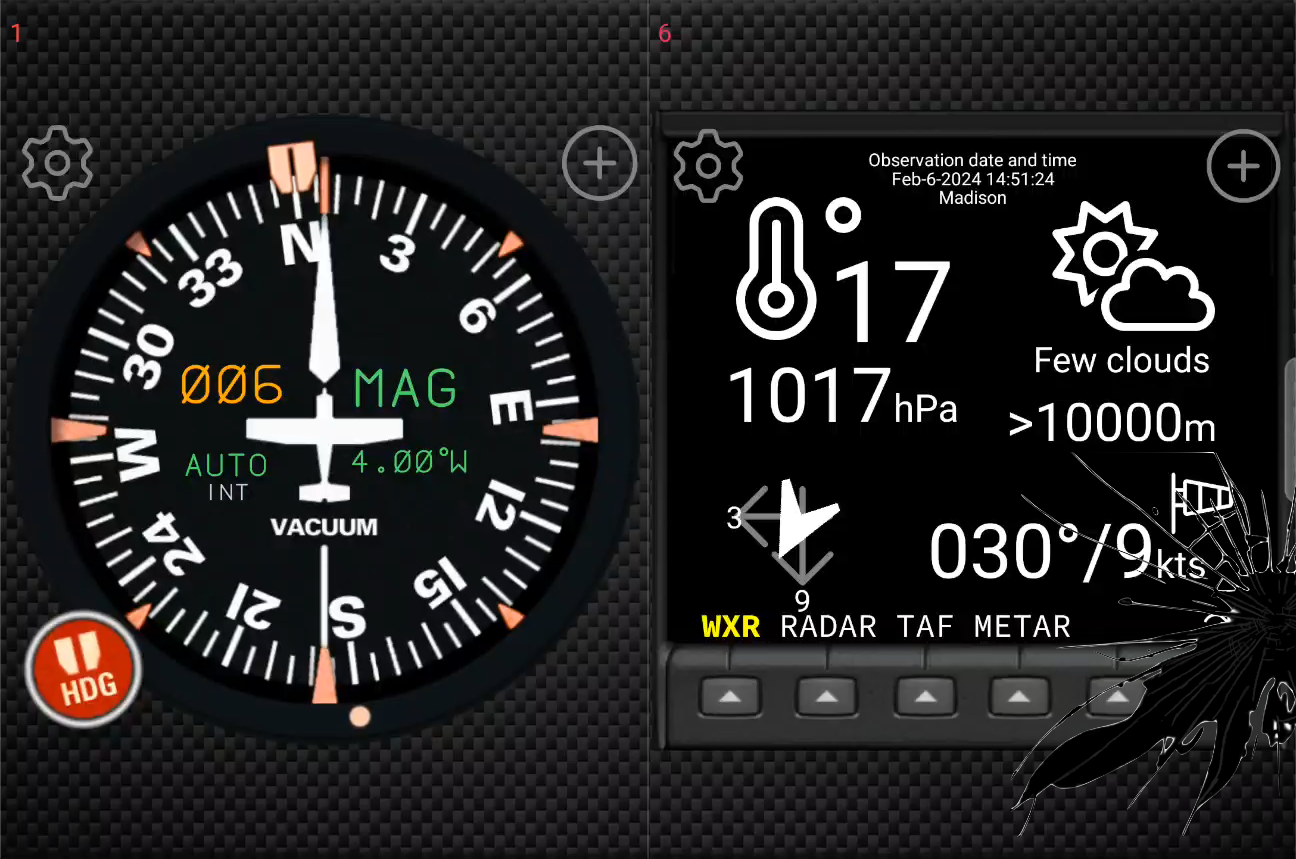 1
N
3
33
6
30
006
MAG
E
W
AUTO
4.00°W
INT
12
24
VACUUM
15
21
S
HDG
6
Observation date and time
Feb-6-2024 14:51:24
Madison
°17
Few clouds
1017hPa
>10000m
3
030°/9kts
9
WXR RADAR TAF METAR